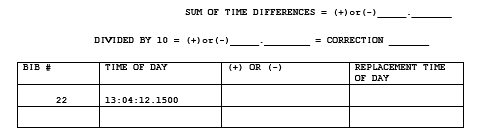 SUM OF TIME DIFFERENCES = (+)or(-)_____._______
DIVIDED BY 10 = (+)or(-)_____.________ = CORRECTION _______
BIB # TIME OF DAY (+) OR (-) REPLACEMENT TIME
OF DAY
22 13:04:12.1500